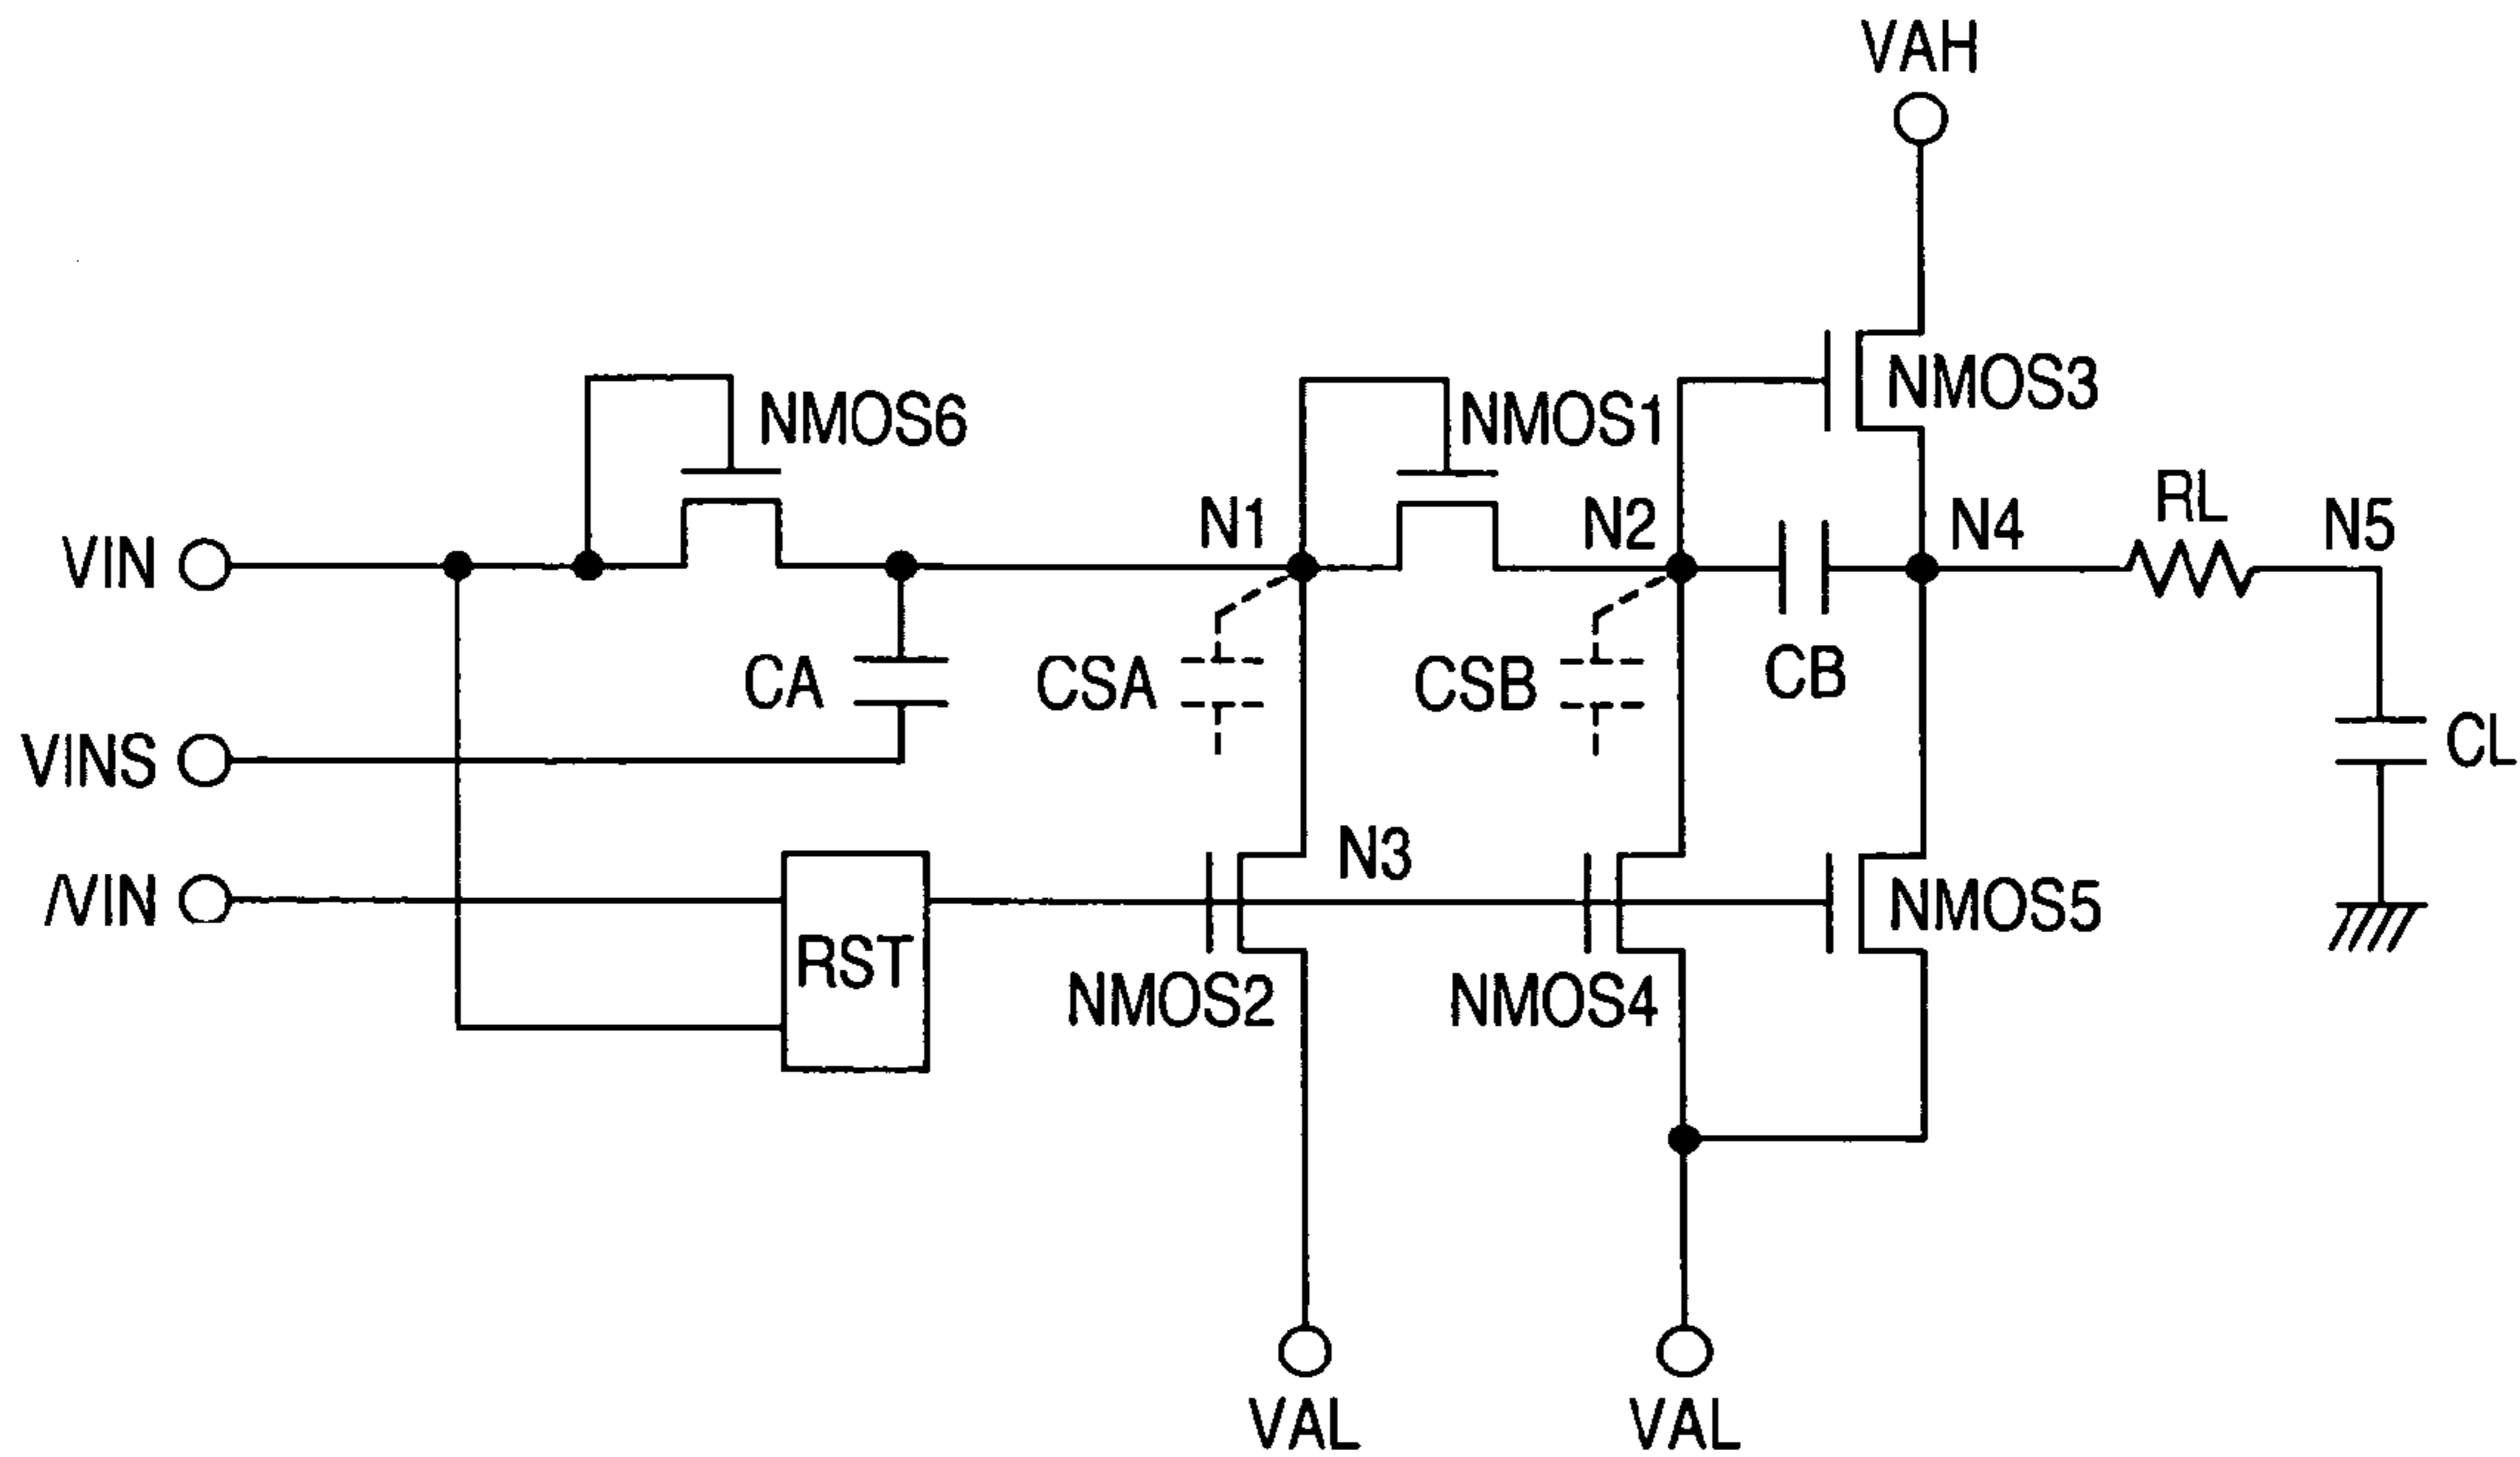 VAH
NMOS3
NMOS6
NMOS1
RL
N1
N2
N4
N5
VIN
CA
CSA
CSB
CB
CL
VINS
N3
/VIN
NMOS5
RST
NMOS2
NMOS4
VAL
VAL